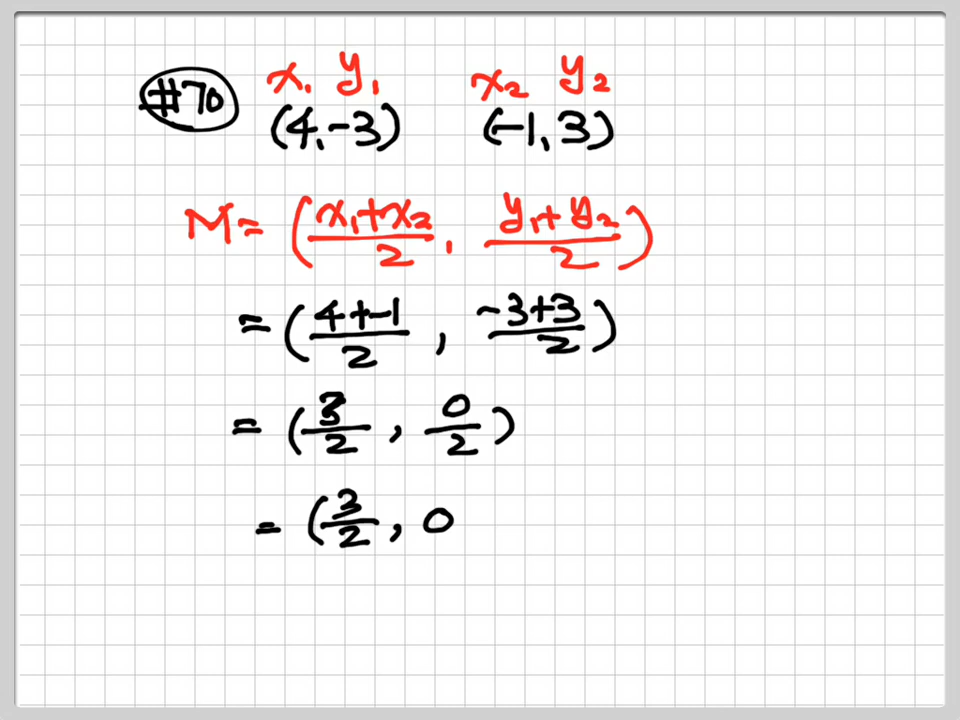 #70 x₁ y₁ x₂ y₂
(4,-3) (-1,3)
M= (x₁+x₂/2, y₁+y₂/2)
= (4+-1/2, -3+3/2)
= (3/2, 0/2)
= (3/2, 0